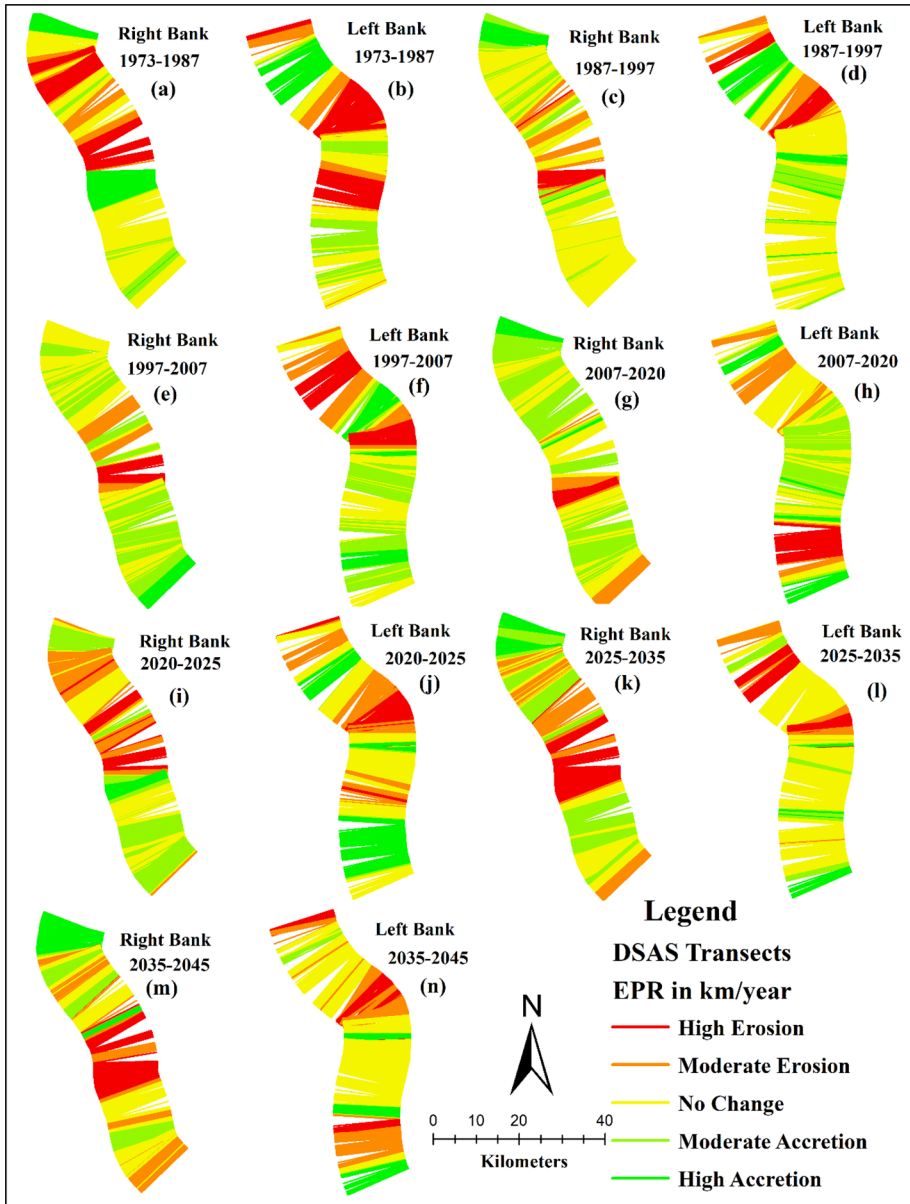 Right Bank
1973-1987
(a)
Left Bank
1973-1987
(b)
Right Bank
1987-1997
(c)
Left Bank
1987-1997
(d)
Right Bank
1997-2007
(e)
Left Bank
1997-2007
(f)
Right Bank
2007-2020
(g)
Left Bank
2007-2020
(h)
Right Bank
2020-2025
(i)
Left Bank
2020-2025
(j)
Right Bank
2025-2035
(k)
Left Bank
2025-2035
(l)
Right Bank
2035-2045
(m)
Left Bank
2035-2045
(n)
N
0 10 20 40
Kilometers
Legend
DSAS Transects
EPR in km/year
High Erosion
Moderate Erosion
No Change
Moderate Accretion
High Accretion